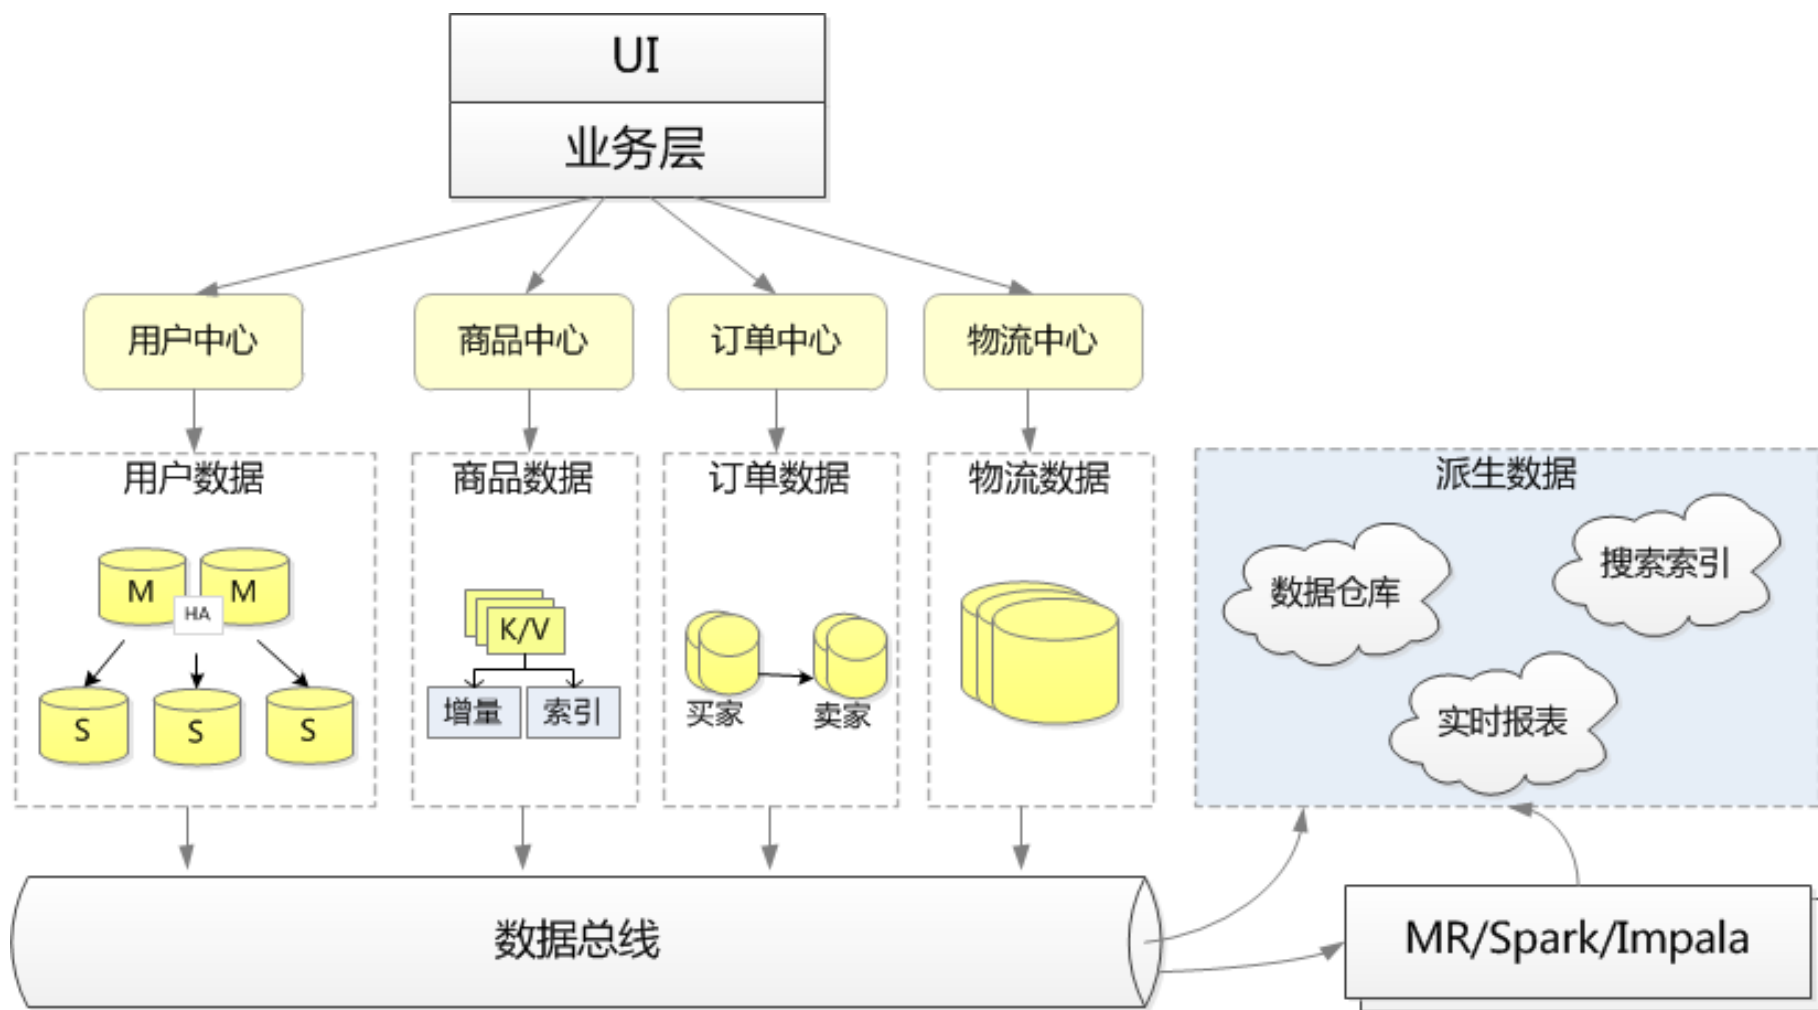 UI
业务层
用户中心
商品中心
订单中心
物流中心
用户数据
商品数据
订单数据
物流数据
派生数据
M
M
HA
S
S
S
K/V
增量
索引
买家
卖家
数据仓库
搜索索引
实时报表
数据总线
MR/Spark/Impala